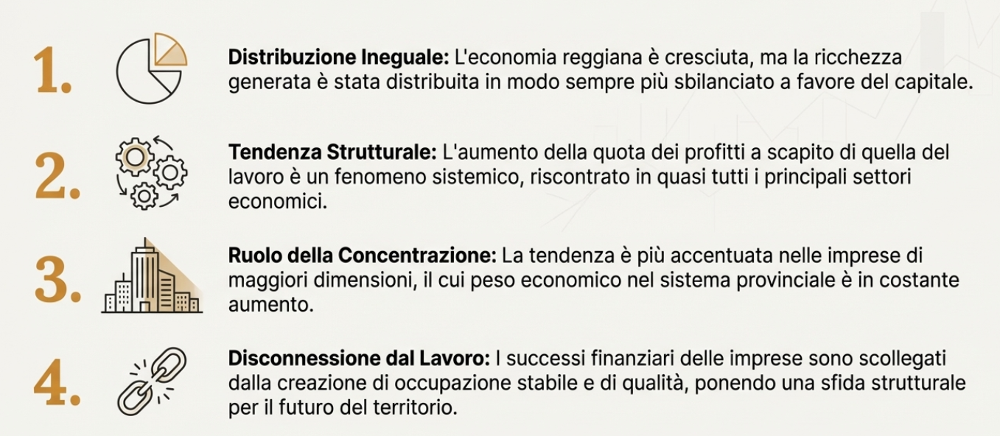 1.
Distribuzione Ineguale: L'economia reggiana è cresciuta, ma la ricchezza
generata è stata distribuita in modo sempre più sbilanciato a favore del capitale.
2.
Tendenza Strutturale: L'aumento della quota dei profitti a scapito di quella del
lavoro è un fenomeno sistemico, riscontrato in quasi tutti i principali settori
economici.
3.
Ruolo della Concentrazione: La tendenza è più accentuata nelle imprese di
maggiori dimensioni, il cui peso economico nel sistema provinciale è in costante
aumento.
4.
Disconnessione dal Lavoro: I successi finanziari delle imprese sono scollegati
dalla creazione di occupazione stabile e di qualità, ponendo una sfida strutturale
per il futuro del territorio.